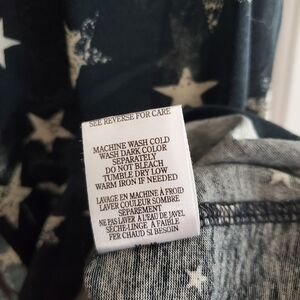 SEE REVERSE FOR CARE
MACHINE WASH COLD
WASH DARK COLOR
SEPARATELY
DO NOT BLEACH
TUMBLE DRY LOW
WARM IRON IF NEEDED
LAVAGE EN MACHINE À FROID
LAVER COULEUR SOMBRE
SEPAREMENT
NE PAS LAVER À L'EAU DE JAVEL
SÈCHE-LINGE À FAIBLE
FER CHAUD SI BESOIN